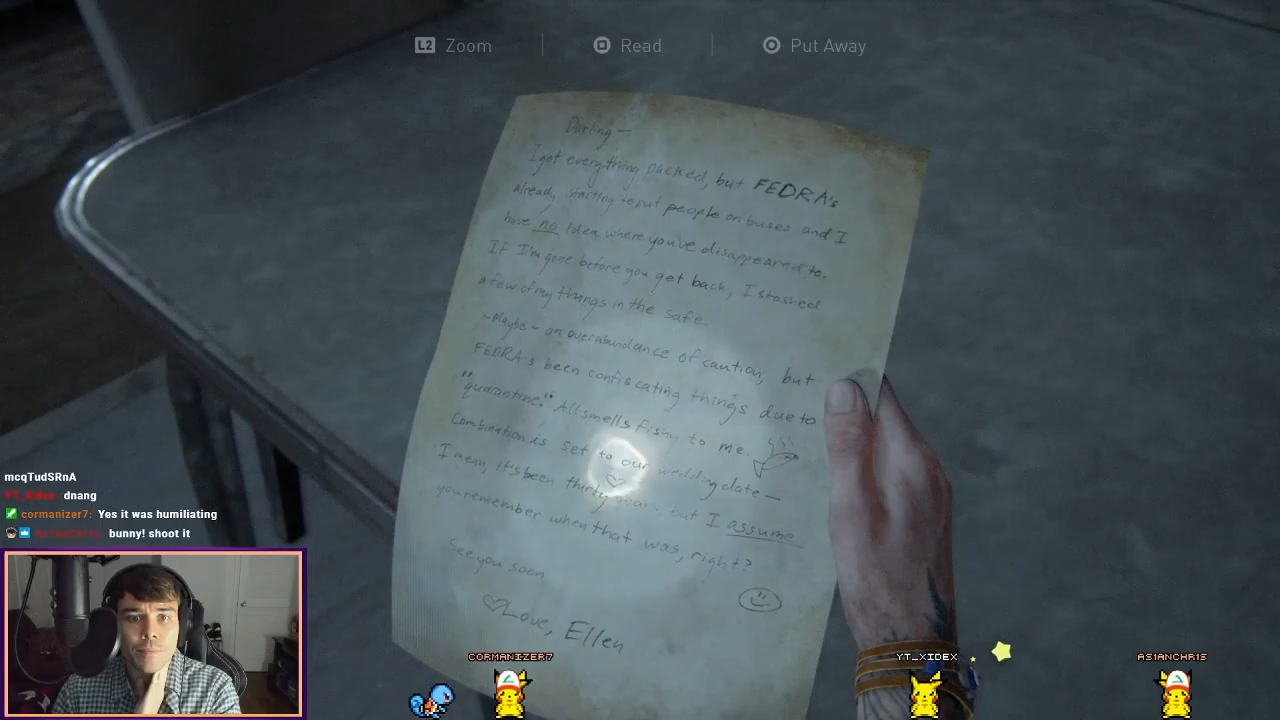 L2 Zoom
Read
Put Away
Darling —
I got everything packed, but FEDRA's
already starting to put people on buses and I
have no idea where you've disappeared to.
If I'm gone before you get back, I stashed
a few of my things in the safe.
~Maybe~ an overabundance of caution, but
FEDRA's been confiscating things due to
"quarantine." All smells fishy to me.
Combination is set to our wedding date —
I mean, it's been thirty years, but I assume
you remember when that was, right?
See you soon
Love, Ellen
mcqTudSRnA
YT_Xidex dnang
cormanizer7: Yes it was humiliating
bunny! shoot it
CORMANIZER7
YT_XIDEX
ASIANCHRIS